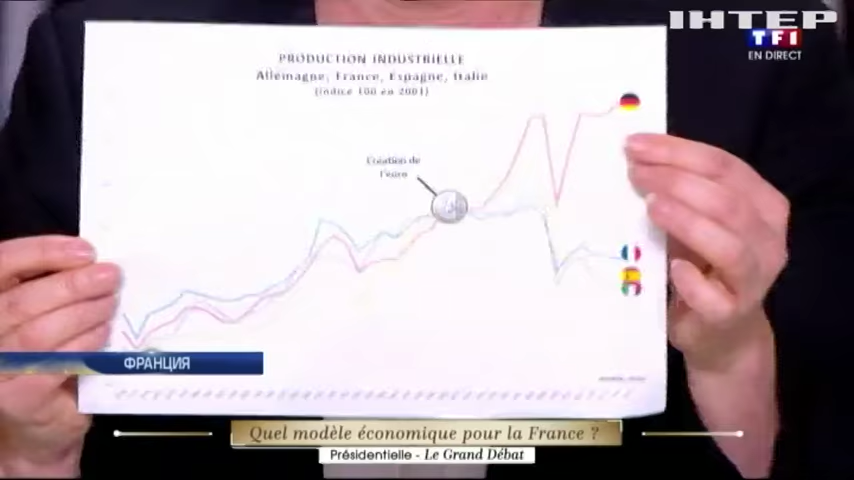 ІНТЕР
TF1
EN DIRECT
PRODUCTION INDUSTRIELLE
Allemagne, France, Espagne, Italie
(indice 100 en 2001)
Création de
l'euro
ФРАНЦИЯ
Quel modèle économique pour la France ?
Présidentielle - Le Grand Débat